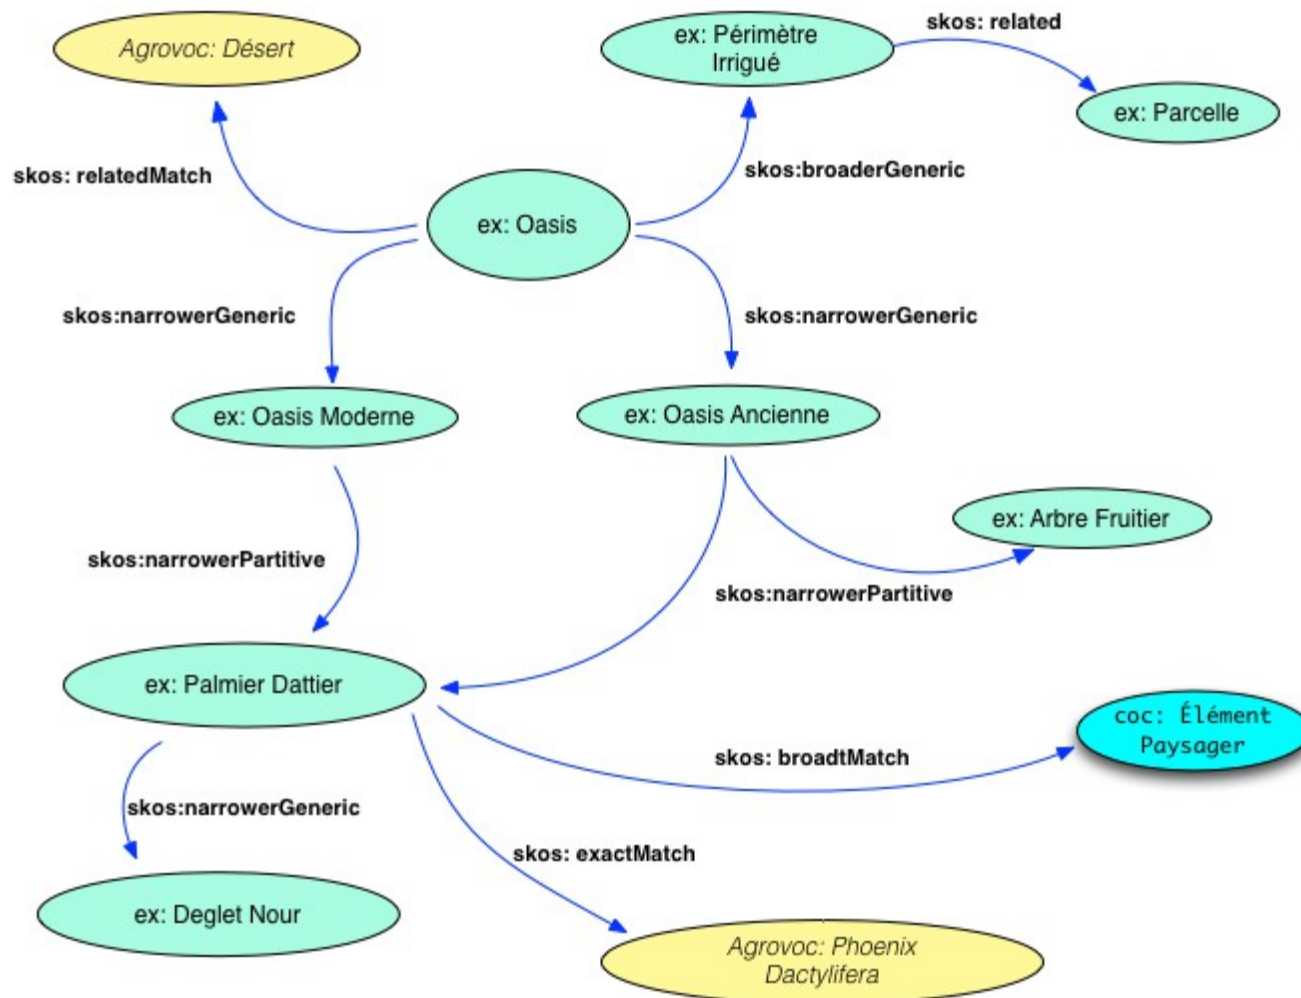 skos: related
ex: Périmètre
Irrigué
Agrovoc: Désert
ex: Parcelle
skos: relatedMatch
skos:broaderGeneric
ex: Oasis
skos:narrowerGeneric
skos:narrowerGeneric
ex: Oasis Moderne
ex: Oasis Ancienne
ex: Arbre Fruitier
skos:narrowerPartitive
skos:narrowerPartitive
ex: Palmier Dattier
coc: Élément
Paysager
skos: broadtMatch
skos:narrowerGeneric
skos: exactMatch
ex: Deglet Nour
Agrovoc: Phoenix
Dactylifera